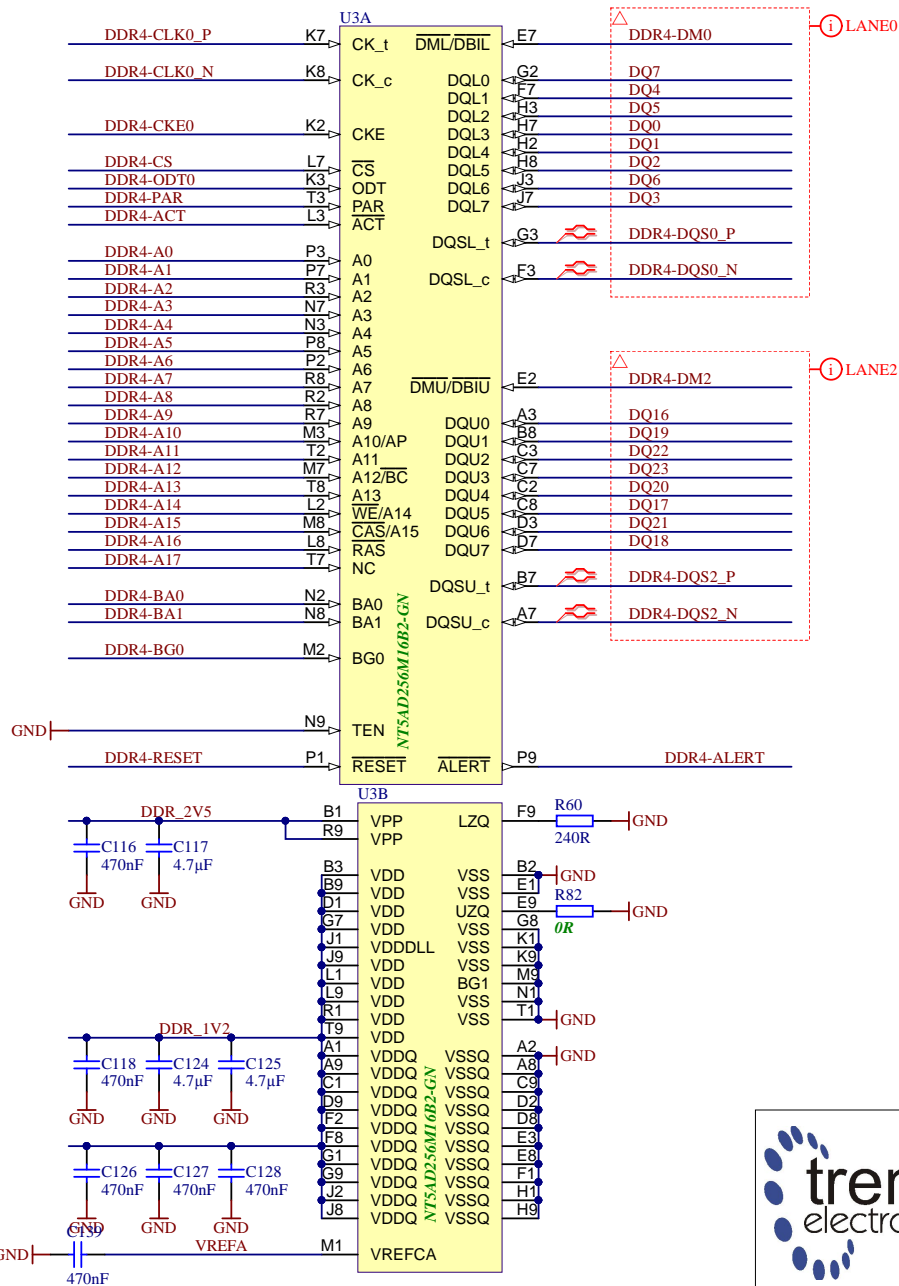 U3A
DDR4-CLK0_P K7 CK_t DML/DBIL E7 DDR4-DM0 i LANE0
DDR4-CLK0_N K8 CK_c DQL0 G2 DQ7
DQL1 F7 DQ4
DQL2 H3 DQ5
DDR4-CKE0 K2 CKE DQL3 H7 DQ0
DQL4 H2 DQ1
DDR4-CS L7 CS DQL5 H8 DQ2
DDR4-ODT0 K3 ODT DQL6 J3 DQ6
DDR4-PAR T3 PAR DQL7 J7 DQ3
DDR4-ACT L3 ACT
DQSL_t G3 DDR4-DQS0_P
DDR4-A0 P3 A0
DDR4-A1 P7 A1 DQSL_c F3 DDR4-DQS0_N
DDR4-A2 R3 A2
DDR4-A3 N7 A3
DDR4-A4 N3 A4
DDR4-A5 P8 A5
DDR4-A6 P2 A6 i LANE2
DDR4-A7 R8 A7 DMU/DBIU E2 DDR4-DM2
DDR4-A8 R2 A8
DDR4-A9 R7 A9 DQU0 A3 DQ16
DDR4-A10 M3 A10/AP DQU1 B8 DQ19
DDR4-A11 T2 A11 DQU2 C3 DQ22
DDR4-A12 M7 A12/BC DQU3 C7 DQ23
DDR4-A13 T8 A13 DQU4 C2 DQ20
DDR4-A14 L2 WE/A14 DQU5 C8 DQ17
DDR4-A15 M8 CAS/A15 DQU6 D3 DQ21
DDR4-A16 L8 RAS DQU7 D7 DQ18
DDR4-A17 T7 NC
DQSU_t B7 DDR4-DQS2_P
DDR4-BA0 N2 BA0
DDR4-BA1 N8 BA1 DQSU_c A7 DDR4-DQS2_N
DDR4-BG0 M2 BG0
NT5AD256M16B2-GN
GND N9 TEN
DDR4-RESET P1 RESET ALERT P9 DDR4-ALERT
U3B
DDR_2V5 B1 VPP LZQ F9 R60 240R GND
R9 VPP
C116 470nF GND
C117 4.7µF GND
B3 VDD VSS B2 GND
B9 VDD VSS E1
D1 VDD UZQ E9 R82 0R GND
G7 VDD VSS G8
J1 VDDDLL VSS K1
J9 VDD VSS K9
L1 VDD BG1 M9
L9 VDD VSS N1
R1 VDD VSS T1 GND
DDR_1V2 T9 VDD
A1 VDDQ VSSQ A2 GND
A9 VDDQ VSSQ A8
C1 VDDQ VSSQ C9
D9 VDDQ VSSQ D2
F2 VDDQ VSSQ D8
F8 VDDQ VSSQ E3
G1 VDDQ VSSQ E8
G9 VDDQ VSSQ F1
J2 VDDQ VSSQ H1
J8 VDDQ VSSQ H9
C118 470nF GND
C124 4.7µF GND
C125 4.7µF GND
C126 470nF GND
C127 470nF GND
C128 470nF GND
NT5AD256M16B2-GN
GND C139 470nF VREFA M1 VREFCA
tren
electro